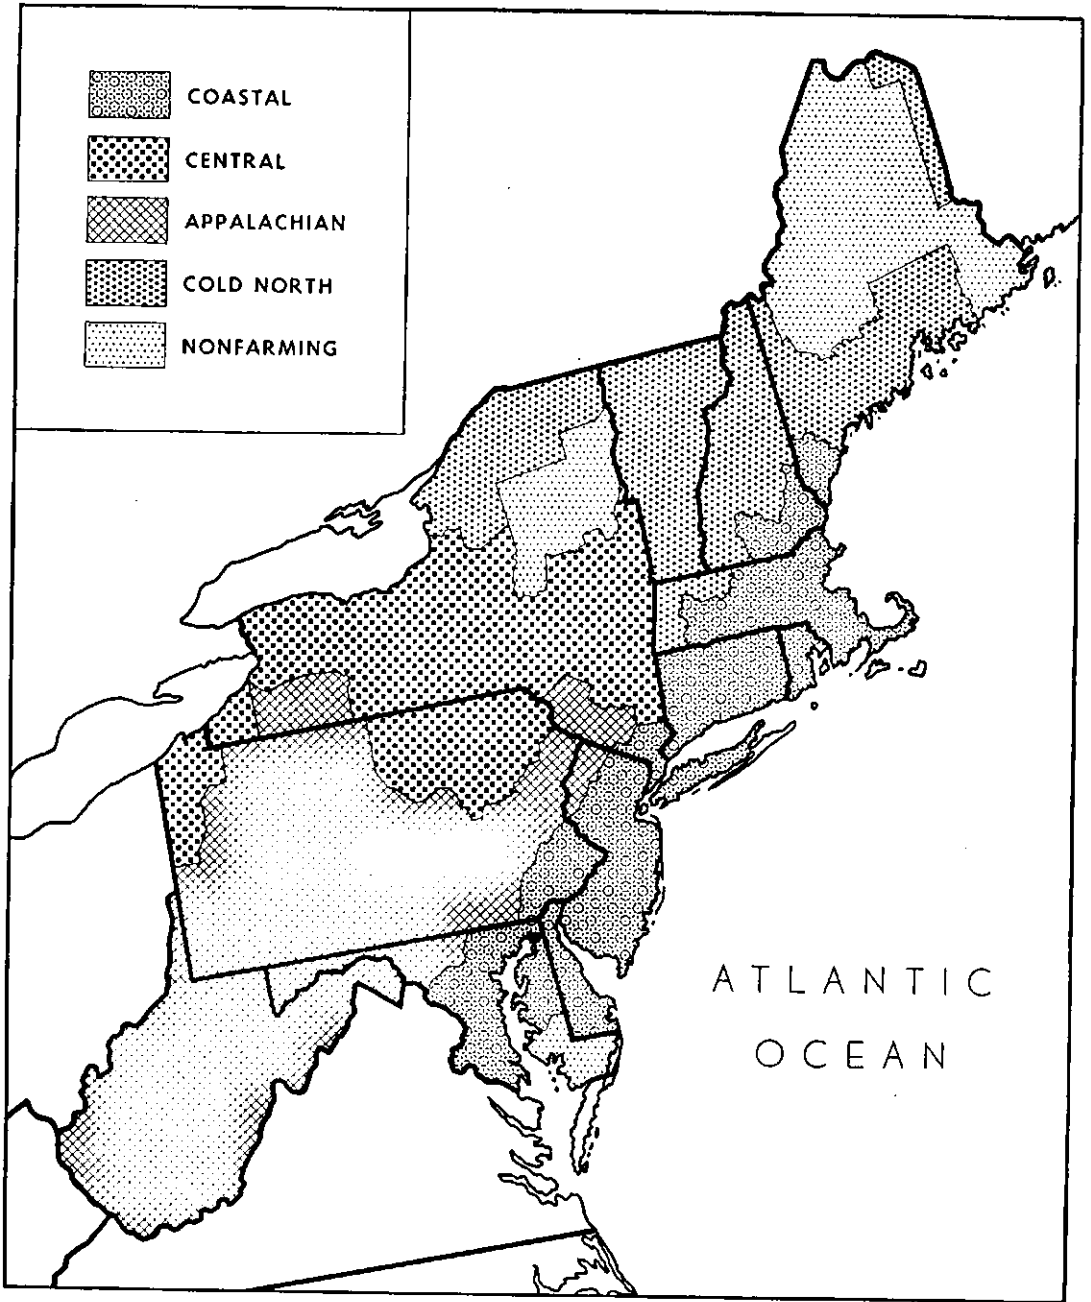 COASTAL
CENTRAL
APPALACHIAN
COLD NORTH
NONFARMING
ATLANTIC
OCEAN